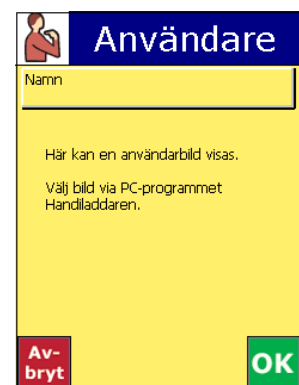 Användare
Namn
Här kan en användarbild visas.
Välj bild via PC-programmet
Handiladdaren.
Av-
bryt
OK